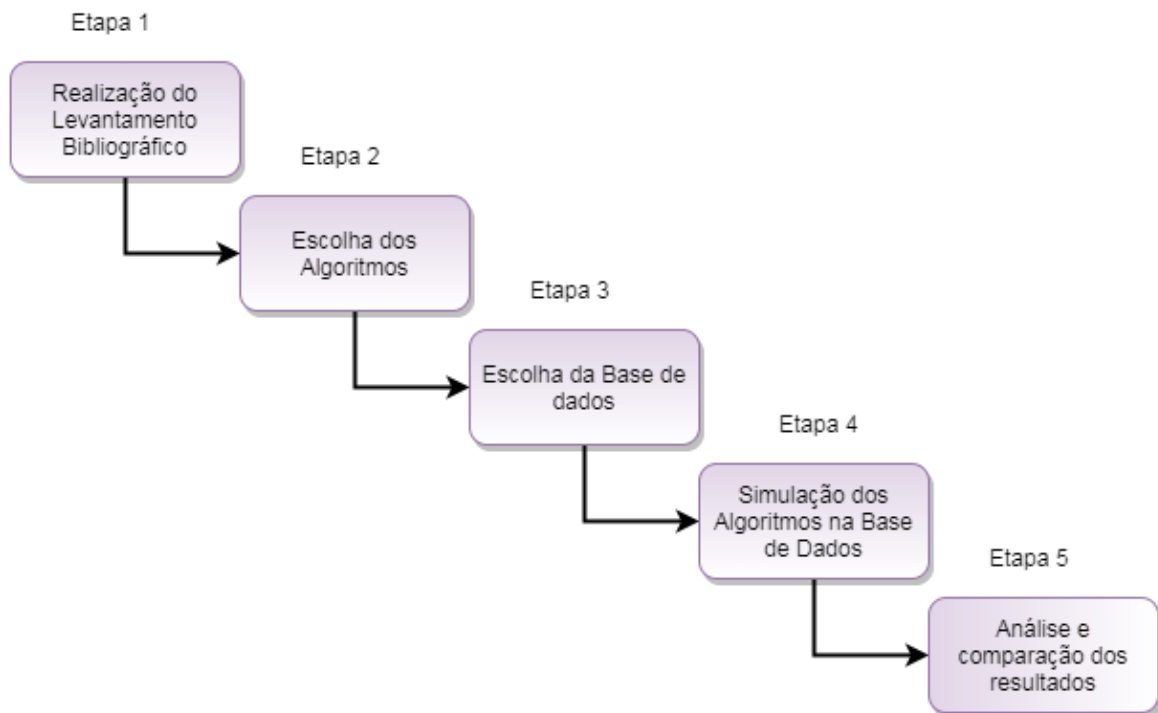 Etapa 1
Realização do
Levantamento
Bibliográfico
Etapa 2
Escolha dos
Algoritmos
Etapa 3
Escolha da Base de
dados
Etapa 4
Simulação dos
Algoritmos na Base
de Dados
Etapa 5
Análise e
comparação dos
resultados